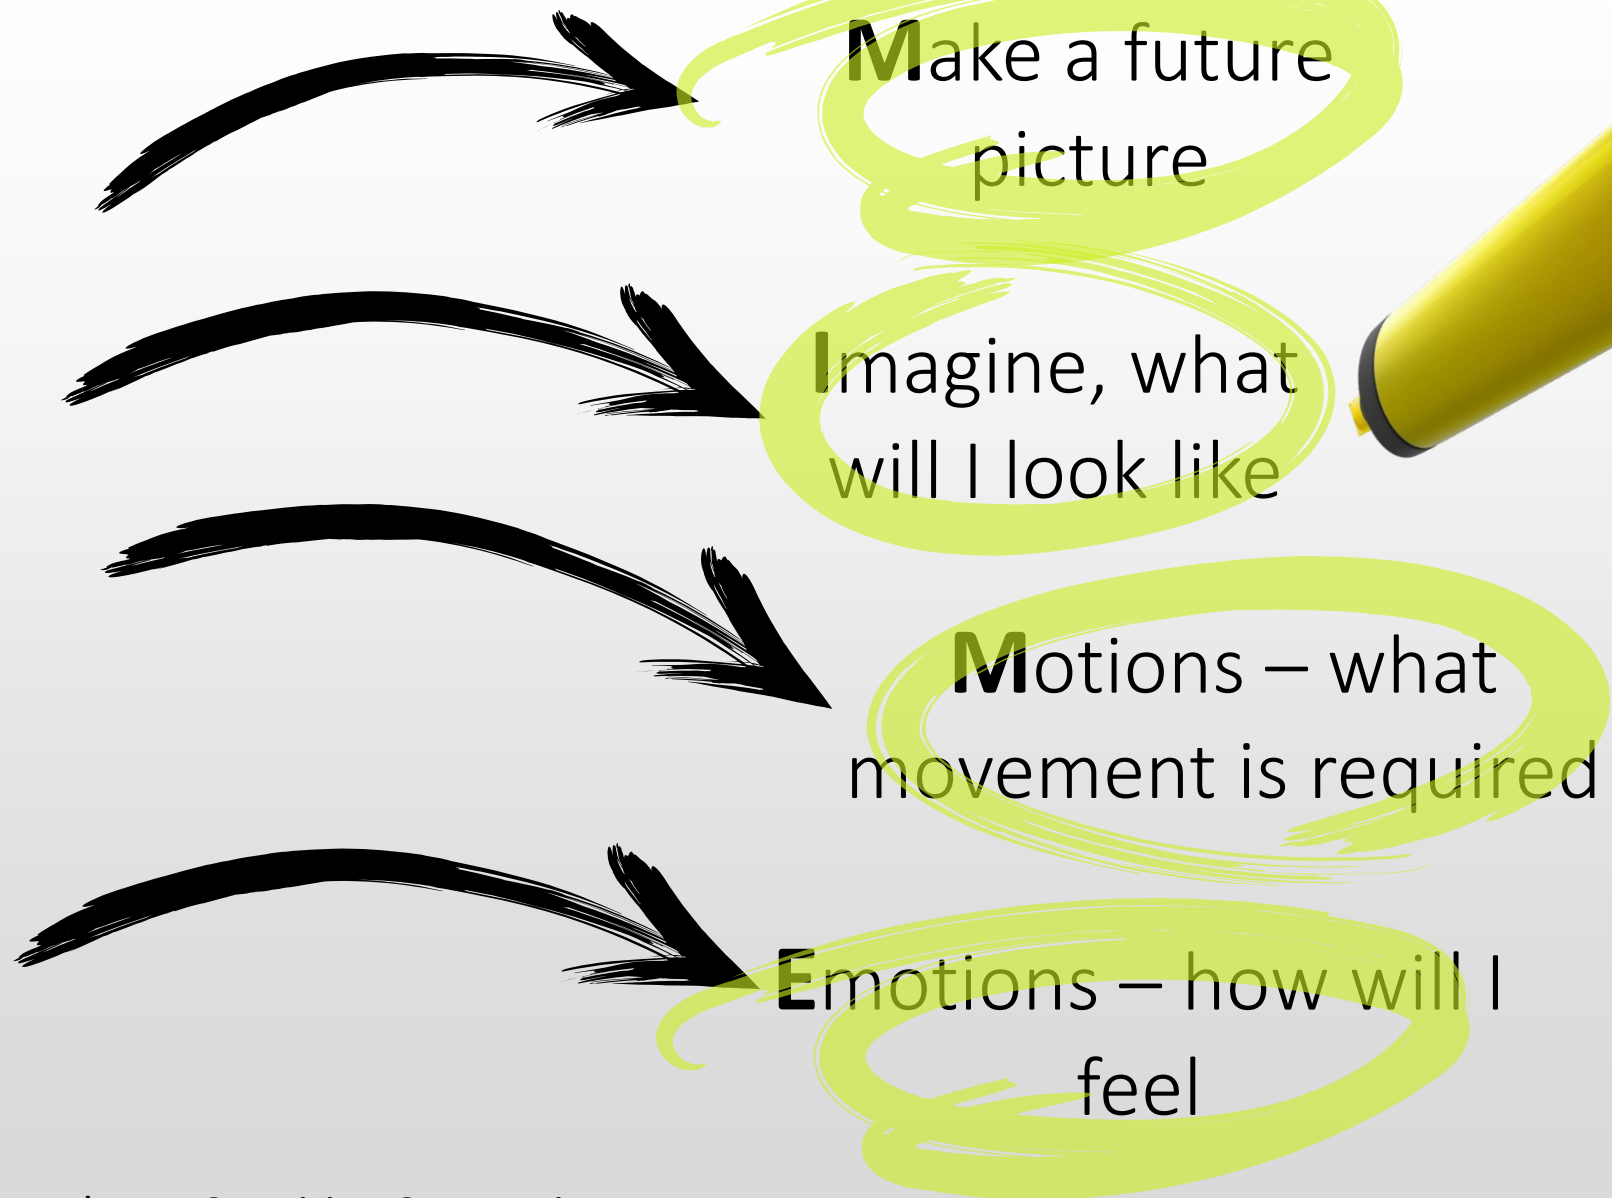 Make a future
picture
Imagine, what
will I look like
Motions – what
movement is required
Emotions – how will I
feel